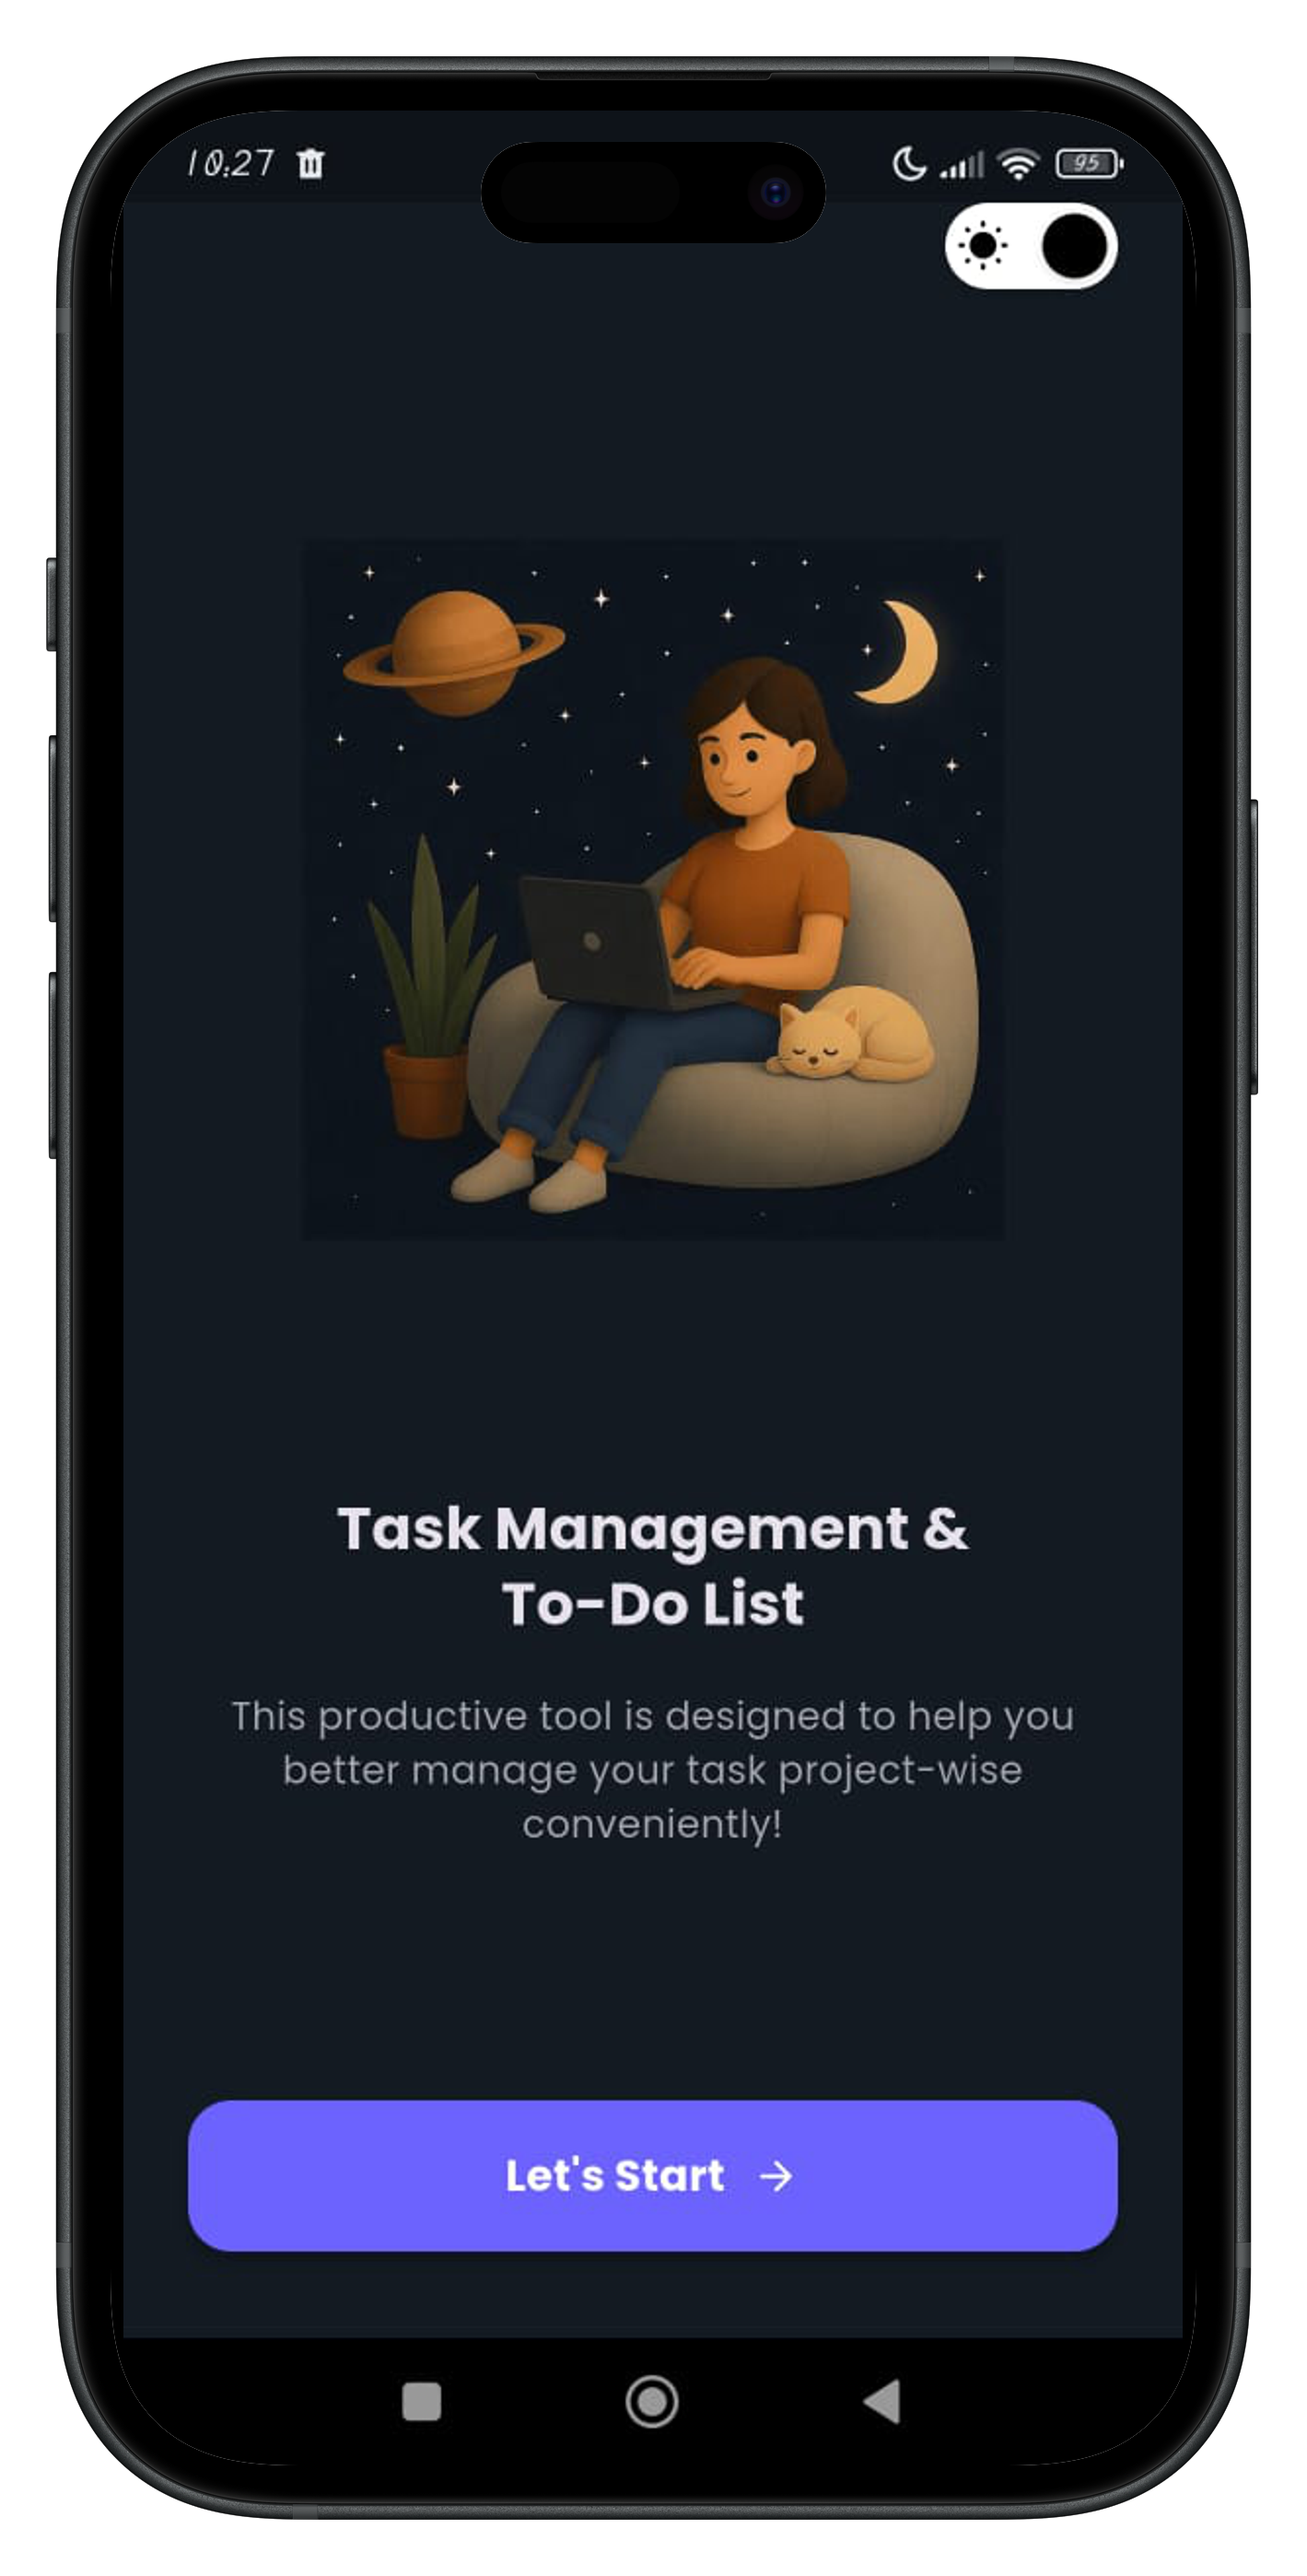 10:27
95
Task Management &
To-Do List
This productive tool is designed to help you
better manage your task project-wise
conveniently!
Let's Start →